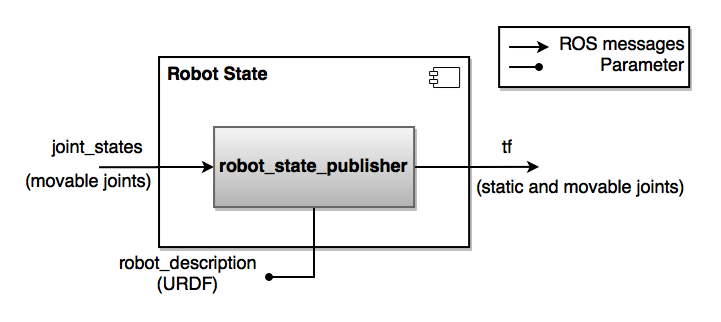 ROS messages
Parameter
Robot State
joint_states
(movable joints)
robot_state_publisher
tf
(static and movable joints)
robot_description
(URDF)